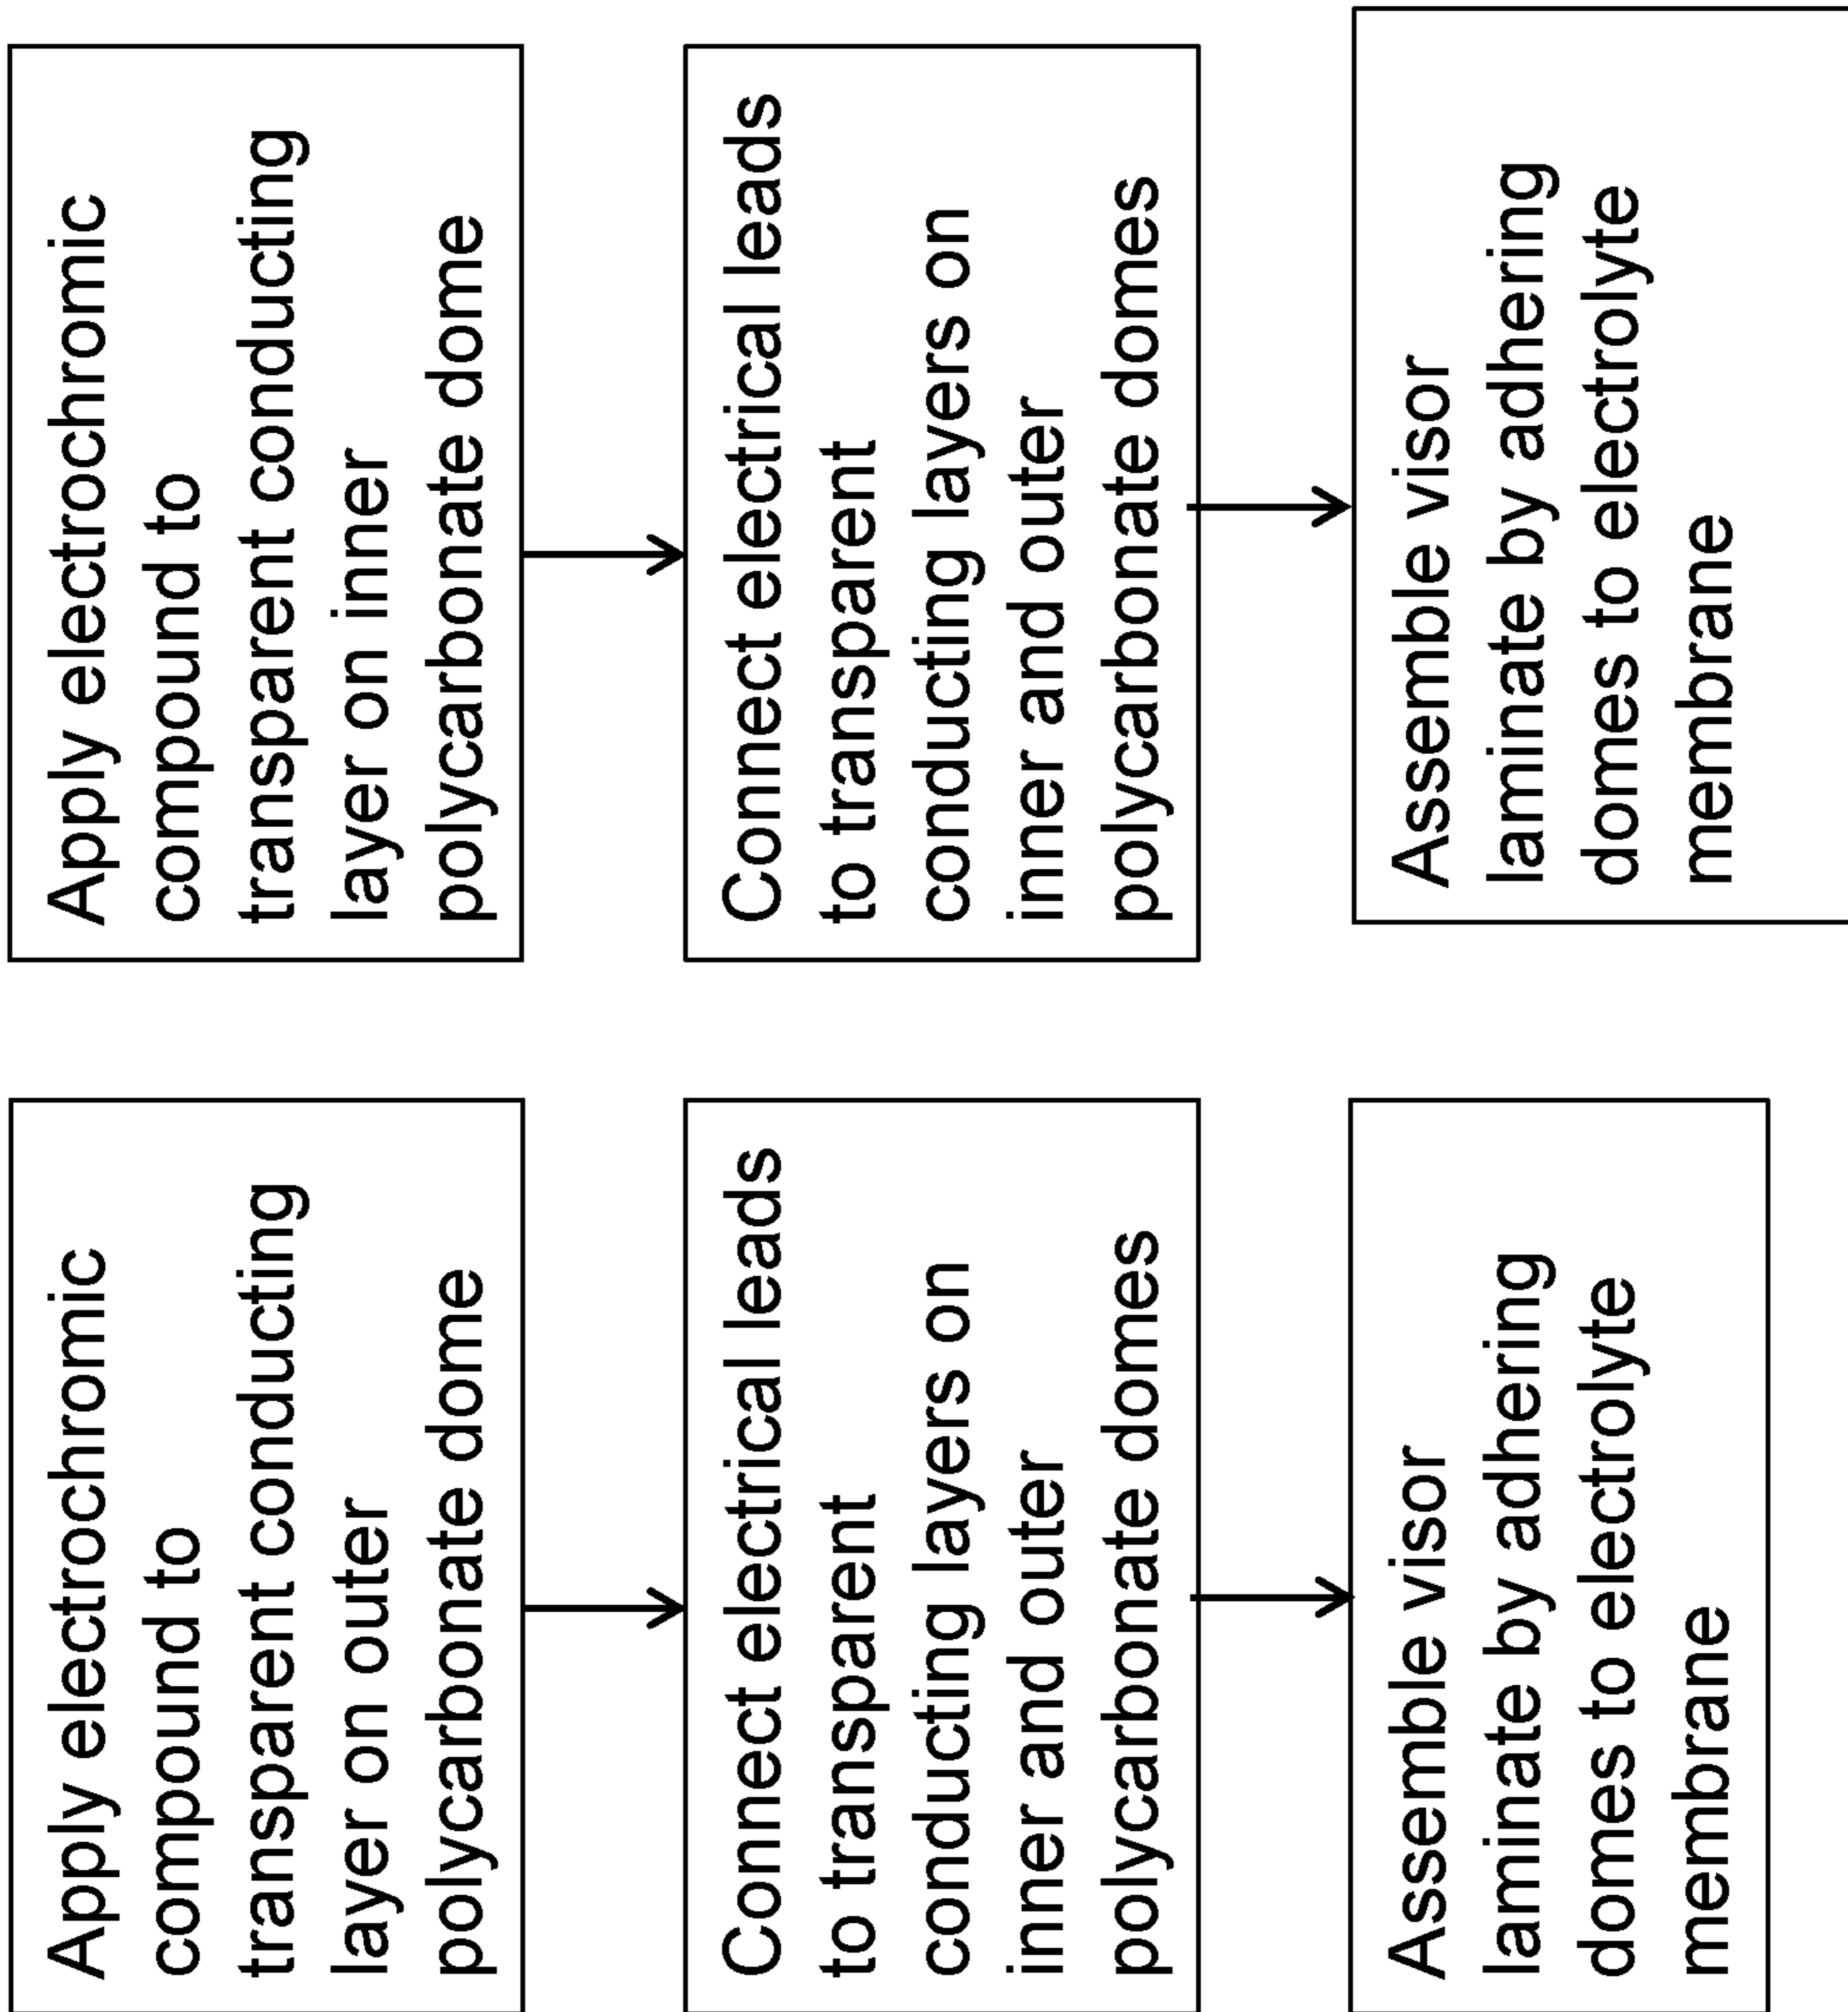 Apply electrochromic
compound to
transparent conducting
layer on outer
polycarbonate dome
Connect electrical leads
to transparent
conducting layers on
inner and outer
polycarbonate domes
Assemble visor
laminate by adhering
domes to electrolyte
membrane
Apply electrochromic
compound to
transparent conducting
layer on inner
polycarbonate dome
Connect electrical leads
to transparent
conducting layers on
inner and outer
polycarbonate domes
Assemble visor
laminate by adhering
domes to electrolyte
membrane